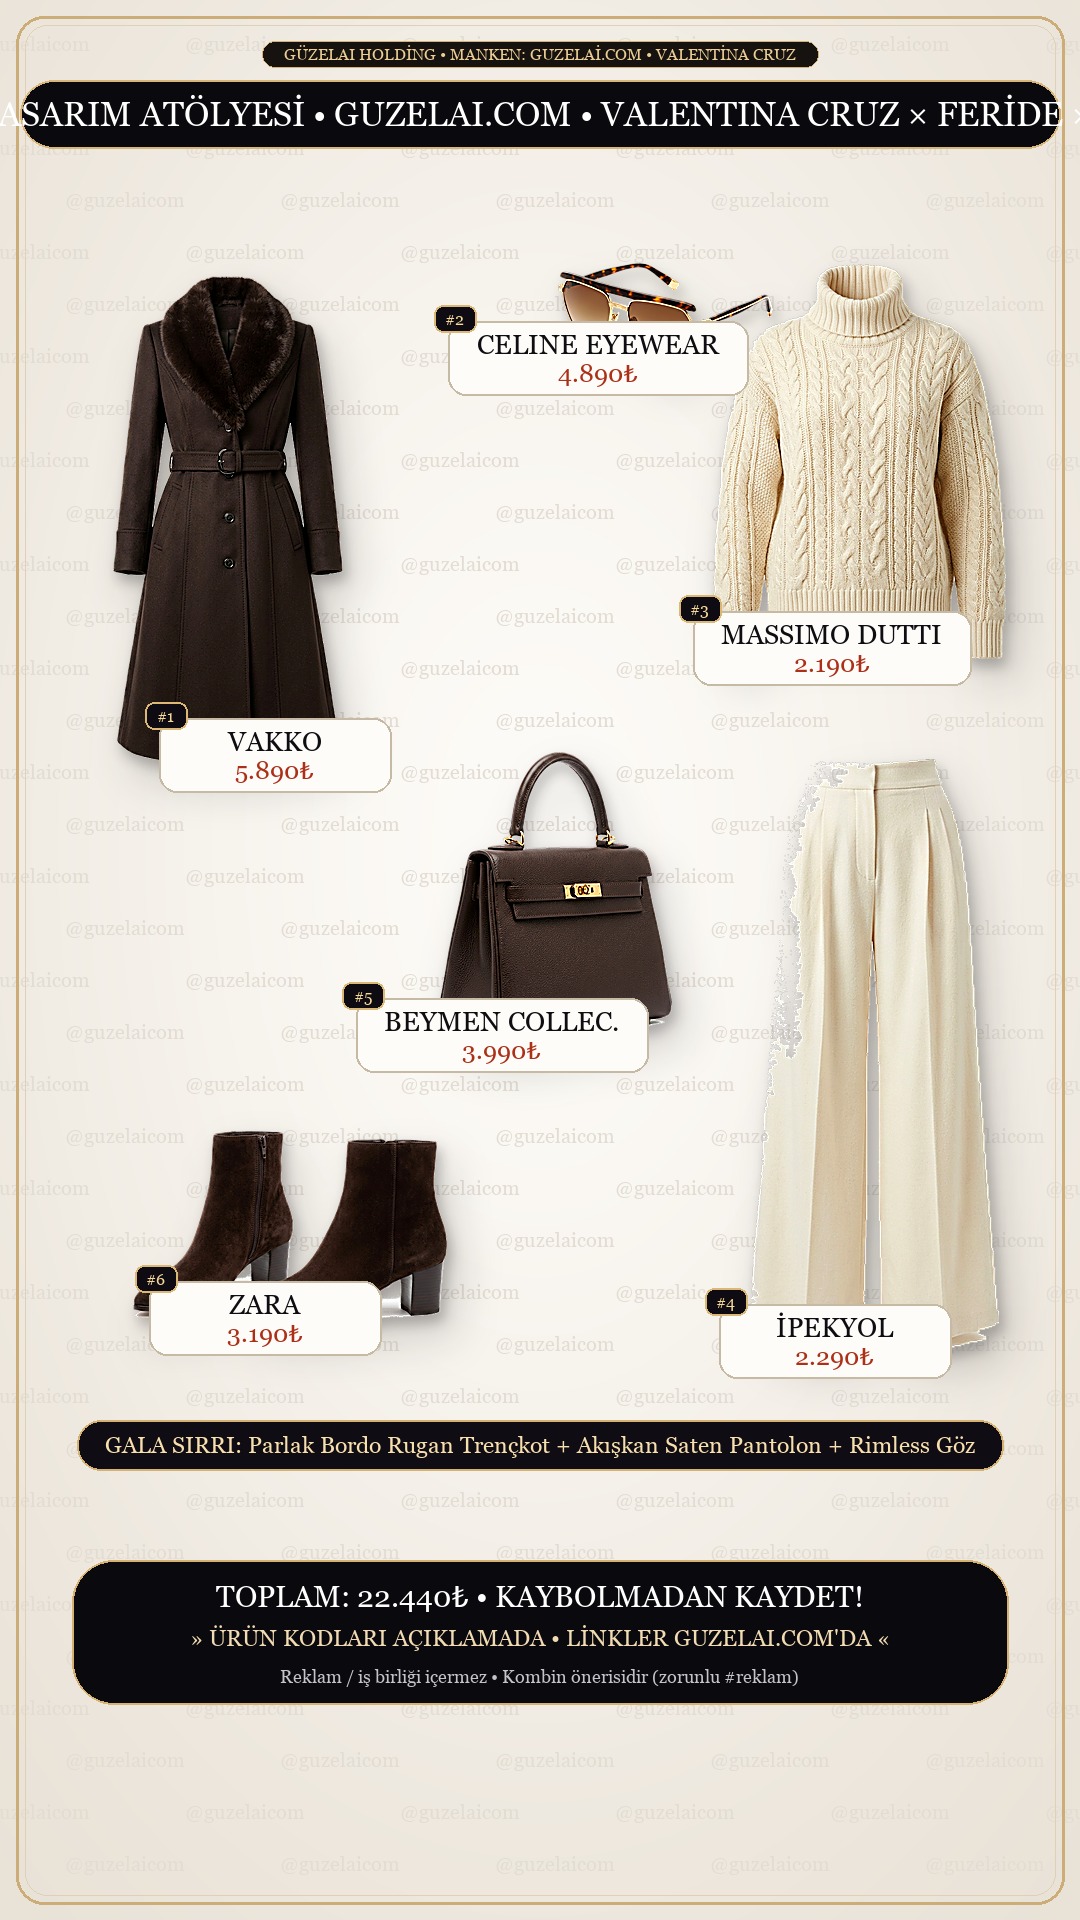 GÜZELAI HOLDİNG • MANKEN: GUZELAİ.COM • VALENTİNA CRUZ
ASARIM ATÖLYESİ • GUZELAI.COM • VALENTINA CRUZ × FERİDE ×
#2
CELINE EYEWEAR
4.890₺
#3
MASSIMO DUTTI
2.190₺
#1
VAKKO
5.890₺
#5
BEYMEN COLLEC.
3.990₺
#6
ZARA
3.190₺
#4
İPEKYOL
2.290₺
GALA SIRRI: Parlak Bordo Rugan Trençkot + Akışkan Saten Pantolon + Rimless Göz
TOPLAM: 22.440₺ • KAYBOLMADAN KAYDET!
» ÜRÜN KODLARI AÇIKLAMADA • LİNKLER GUZELAI.COM'DA «
Reklam / iş birliği içermez • Kombin önerisidir (zorunlu #reklam)
@guzelaicom